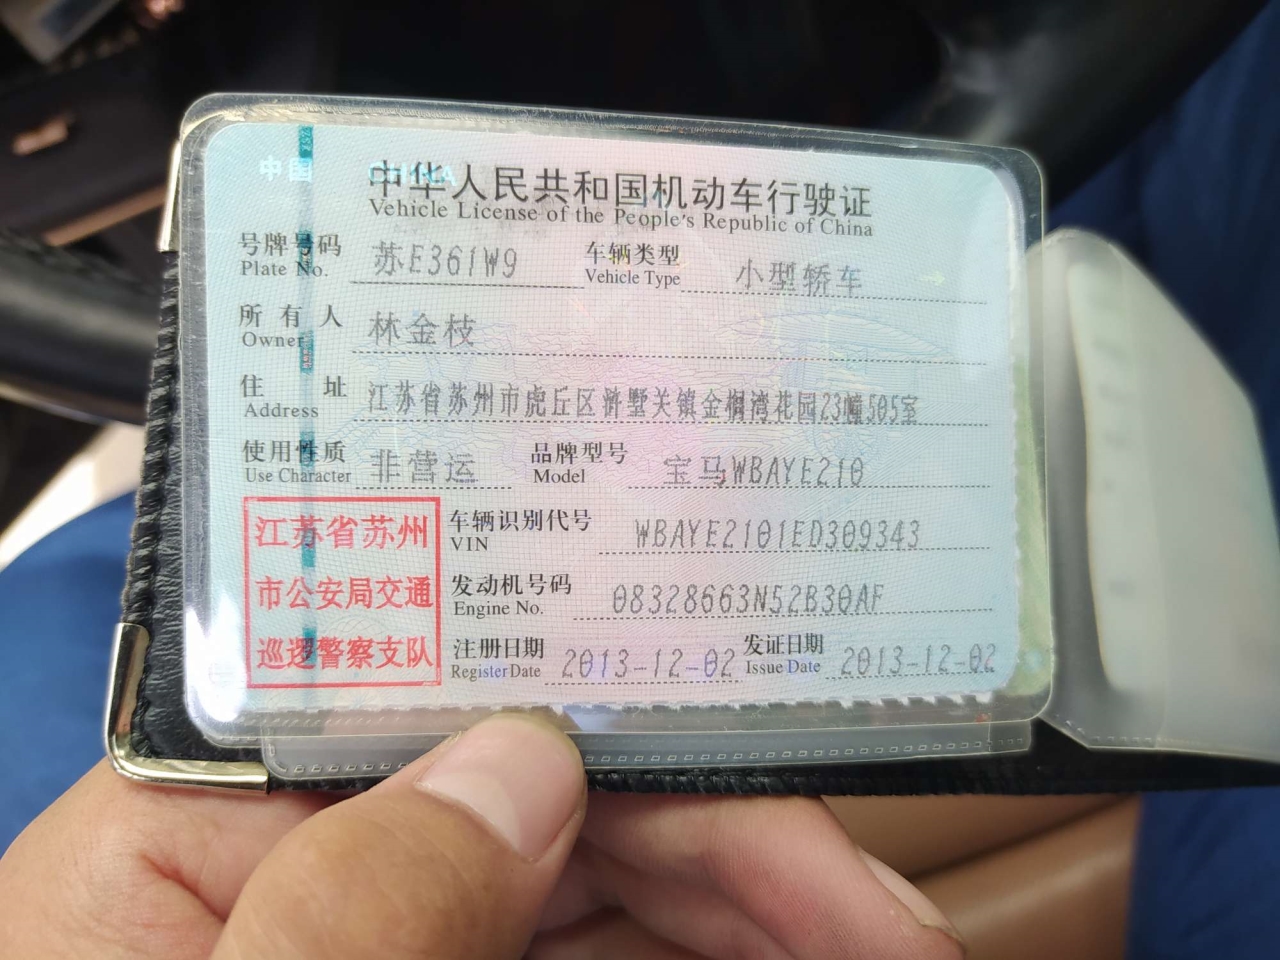 中国 CHINA
中华人民共和国机动车行驶证
Vehicle License of the People's Republic of China
号牌号码 苏E361W9 车辆类型 小型轿车
Plate No. Vehicle Type
所有人 林金枝
Owner
住址 江苏省苏州市虎丘区浒墅关镇金榈湾花园23幢505室
Address
使用性质 非营运 品牌型号 宝马WBAYE210
Use Character Model
江苏省苏州
市公安局交通
巡逻警察支队
车辆识别代号 WBAYE2101ED309343
VIN
发动机号码 08328663N52B30AF
Engine No.
注册日期 2013-12-02 发证日期 2013-12-02
Register Date Issue Date